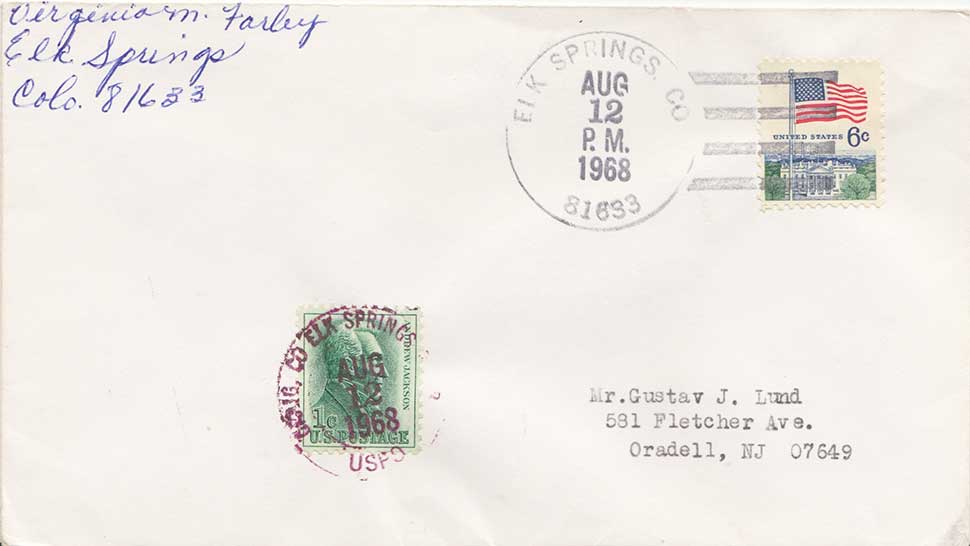 Virginia M. Farley
Elk Springs
Colo. 81633
ELK SPRINGS, CO
AUG
12
P.M.
1968
81633
UNITED STATES 6c
CO ELK SPRINGS
AUG
12
1968
USPO
ANDREW JACKSON
1c
U.S. POSTAGE
Mr.Gustav J. Lund
581 Fletcher Ave.
Oradell, NJ 07649